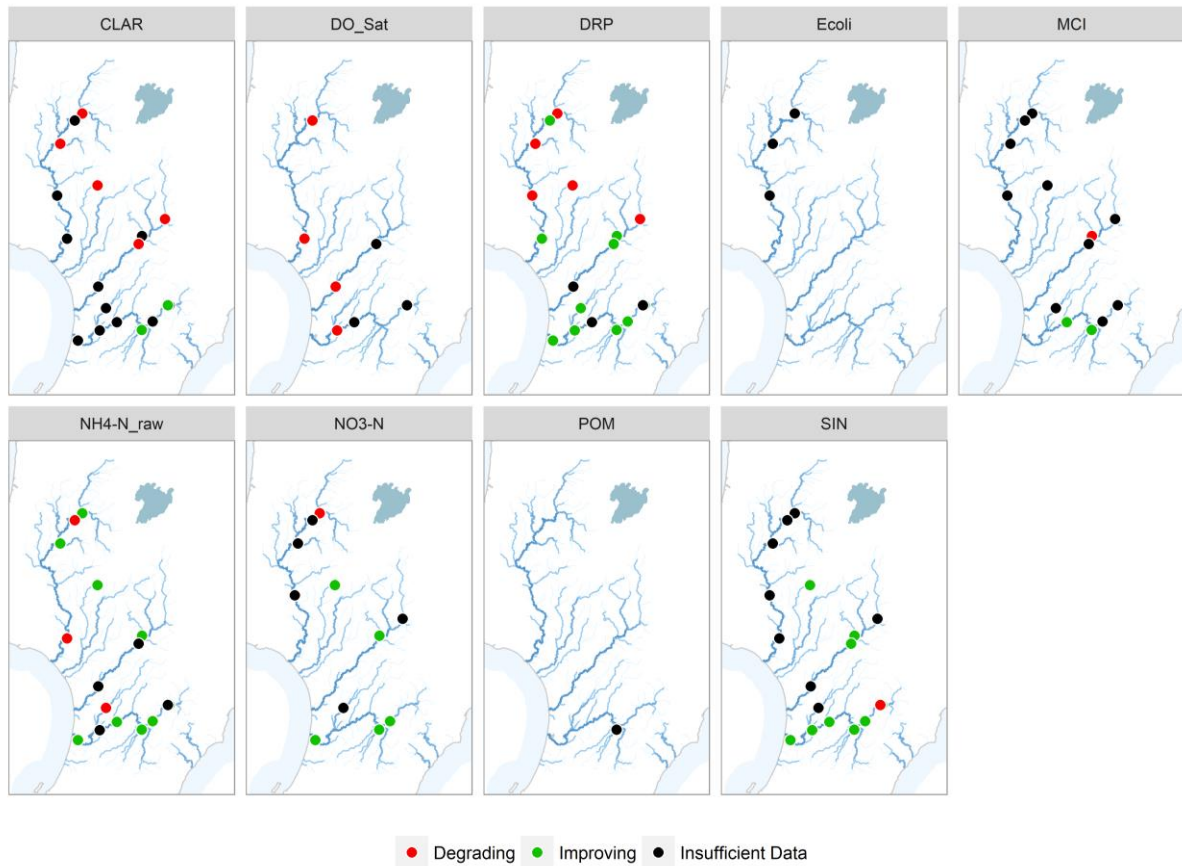 CLAR
DO_Sat
DRP
Ecoli
MCI
NH4-N_raw
NO3-N
POM
SIN
Degrading
Improving
Insufficient Data